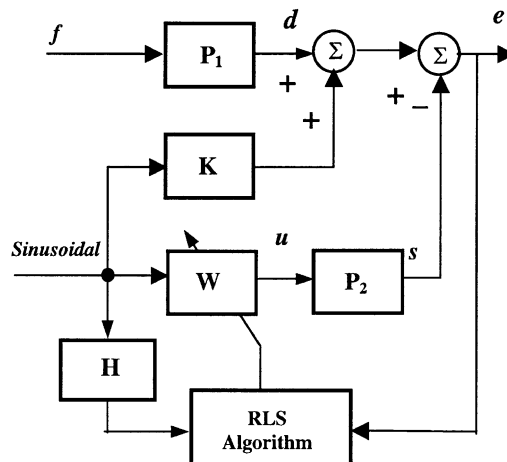 f
P₁
d
Σ
Σ
e
+
+
+
−
K
Sinusoidal
W
u
P₂
s
H
RLS
Algorithm